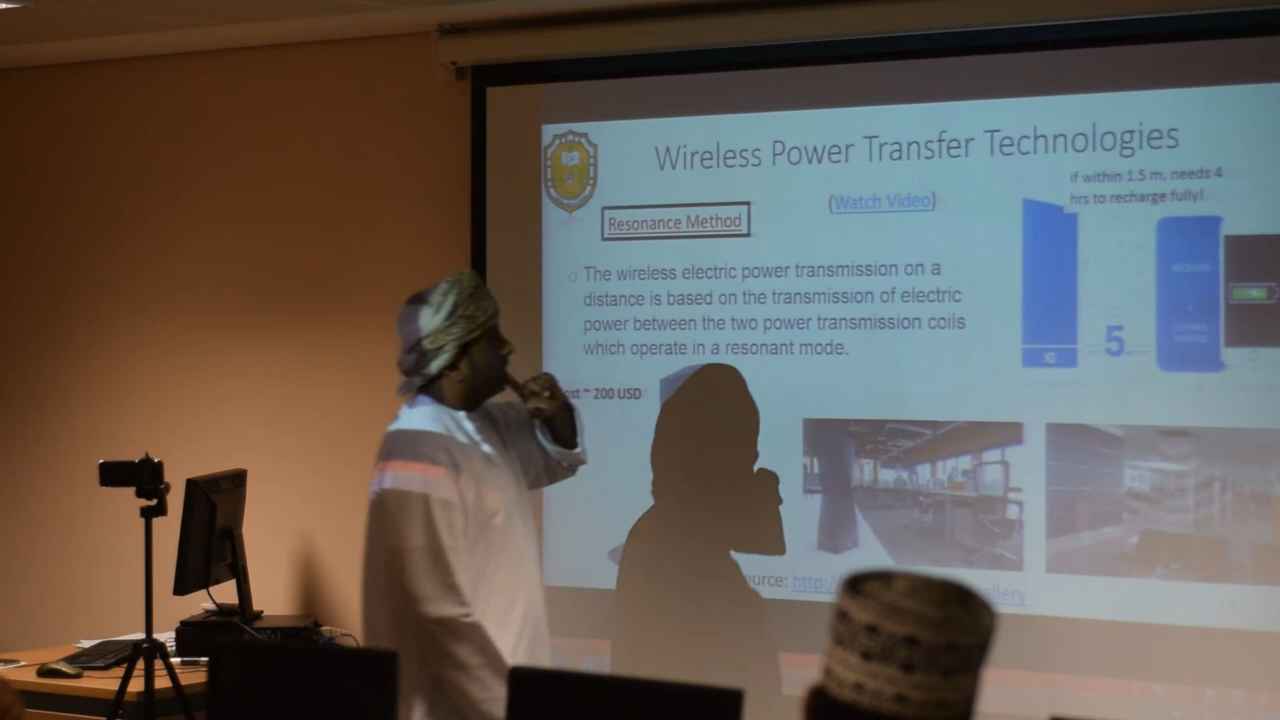 Wireless Power Transfer Technologies
if within 1.5 m, needs 4
hrs to recharge fully!
(Watch Video)
Resonance Method
The wireless electric power transmission on a
distance is based on the transmission of electric
power between the two power transmission coils
which operate in a resonant mode.
5
~ 200 USD
http://